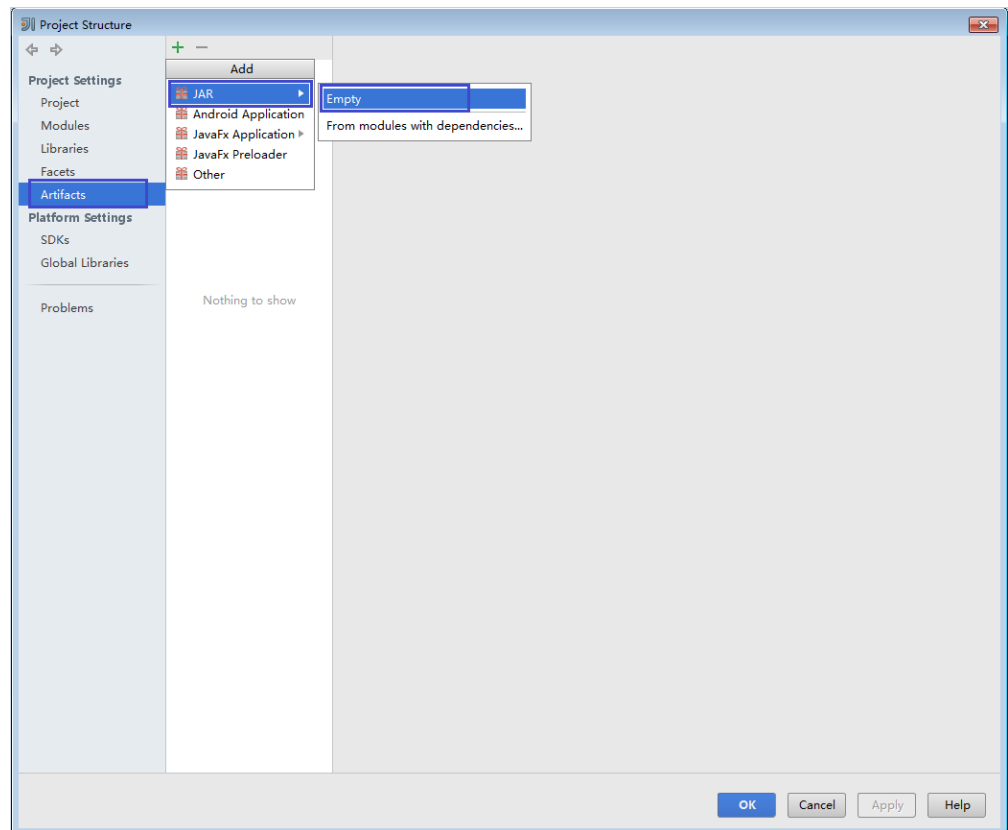 Project Structure
Project Settings
Project
Modules
Libraries
Facets
Artifacts
Platform Settings
SDKs
Global Libraries
Problems
Add
JAR
Android Application
JavaFx Application
JavaFx Preloader
Other
Empty
From modules with dependencies...
Nothing to show
OK
Cancel
Apply
Help